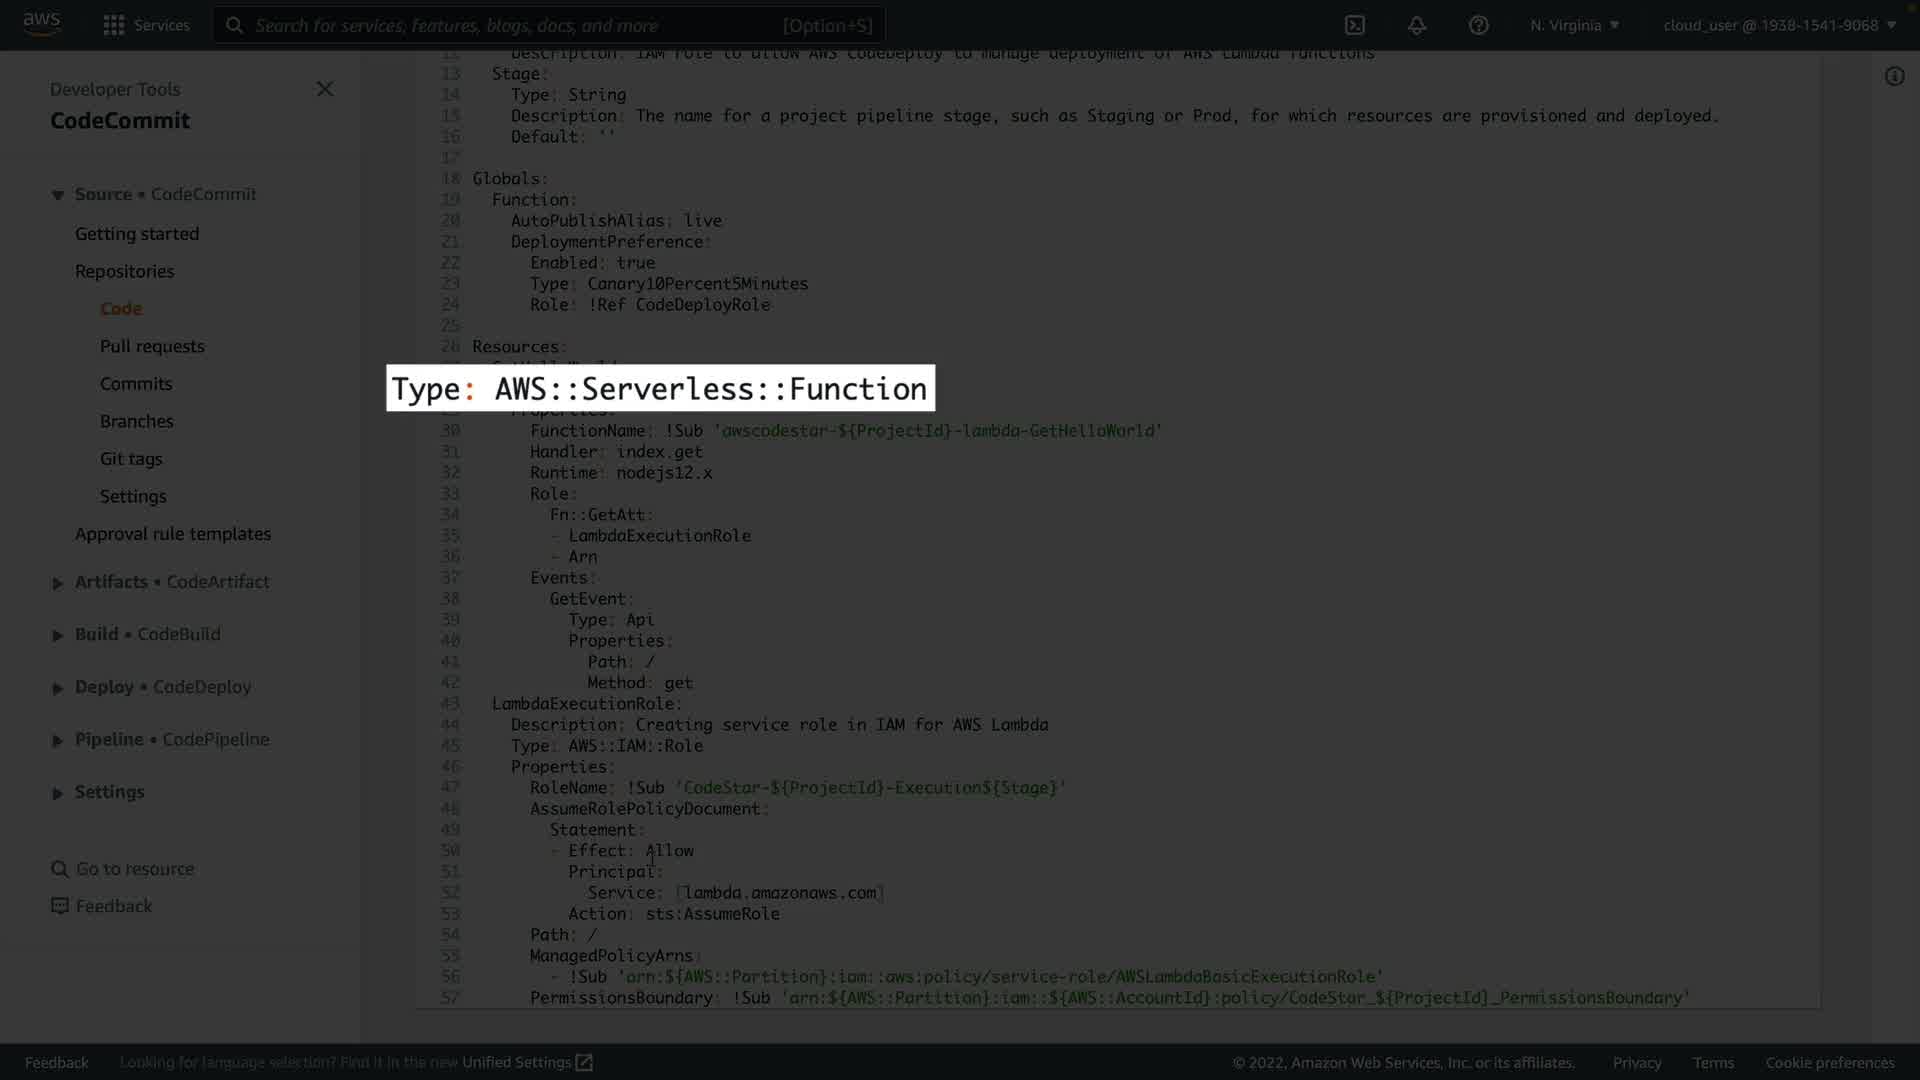 aws
Services
Search for services, features, blogs, docs, and more
[Option+S]
N. Virginia
cloud_user @ 1938-1541-9068
Developer Tools
CodeCommit
Source • CodeCommit
Getting started
Repositories
Code
Pull requests
Commits
Branches
Git tags
Settings
Approval rule templates
Artifacts • CodeArtifact
Build • CodeBuild
Deploy • CodeDeploy
Pipeline • CodePipeline
Settings
Go to resource
Feedback
12 Description: IAM role to allow AWS CodeDeploy to manage deployment of AWS Lambda functions
13 Stage:
14 Type: String
15 Description: The name for a project pipeline stage, such as Staging or Prod, for which resources are provisioned and deployed.
16 Default: ''
17
18 Globals:
19 Function:
20 AutoPublishAlias: live
21 DeploymentPreference:
22 Enabled: true
23 Type: Canary10Percent5Minutes
24 Role: !Ref CodeDeployRole
25
26 Resources:
Type: AWS::Serverless::Function
Properties:
30 FunctionName: !Sub 'awscodestar-${ProjectId}-lambda-GetHelloWorld'
31 Handler: index.get
32 Runtime: nodejs12.x
33 Role:
34 Fn::GetAtt:
35 - LambdaExecutionRole
36 - Arn
37 Events:
38 GetEvent:
39 Type: Api
40 Properties:
41 Path: /
42 Method: get
43 LambdaExecutionRole:
44 Description: Creating service role in IAM for AWS Lambda
45 Type: AWS::IAM::Role
46 Properties:
47 RoleName: !Sub 'CodeStar-${ProjectId}-Execution${Stage}'
48 AssumeRolePolicyDocument:
49 Statement:
50 - Effect: Allow
51 Principal:
52 Service: [lambda.amazonaws.com]
53 Action: sts:AssumeRole
54 Path: /
55 ManagedPolicyArns:
56 - !Sub 'arn:${AWS::Partition}:iam::aws:policy/service-role/AWSLambdaBasicExecutionRole'
57 PermissionsBoundary: !Sub 'arn:${AWS::Partition}:iam::${AWS::AccountId}:policy/CodeStar_${ProjectId}_PermissionsBoundary'
Feedback
Looking for language selection? Find it in the new Unified Settings
© 2022, Amazon Web Services, Inc. or its affiliates.
Privacy
Terms
Cookie preferences